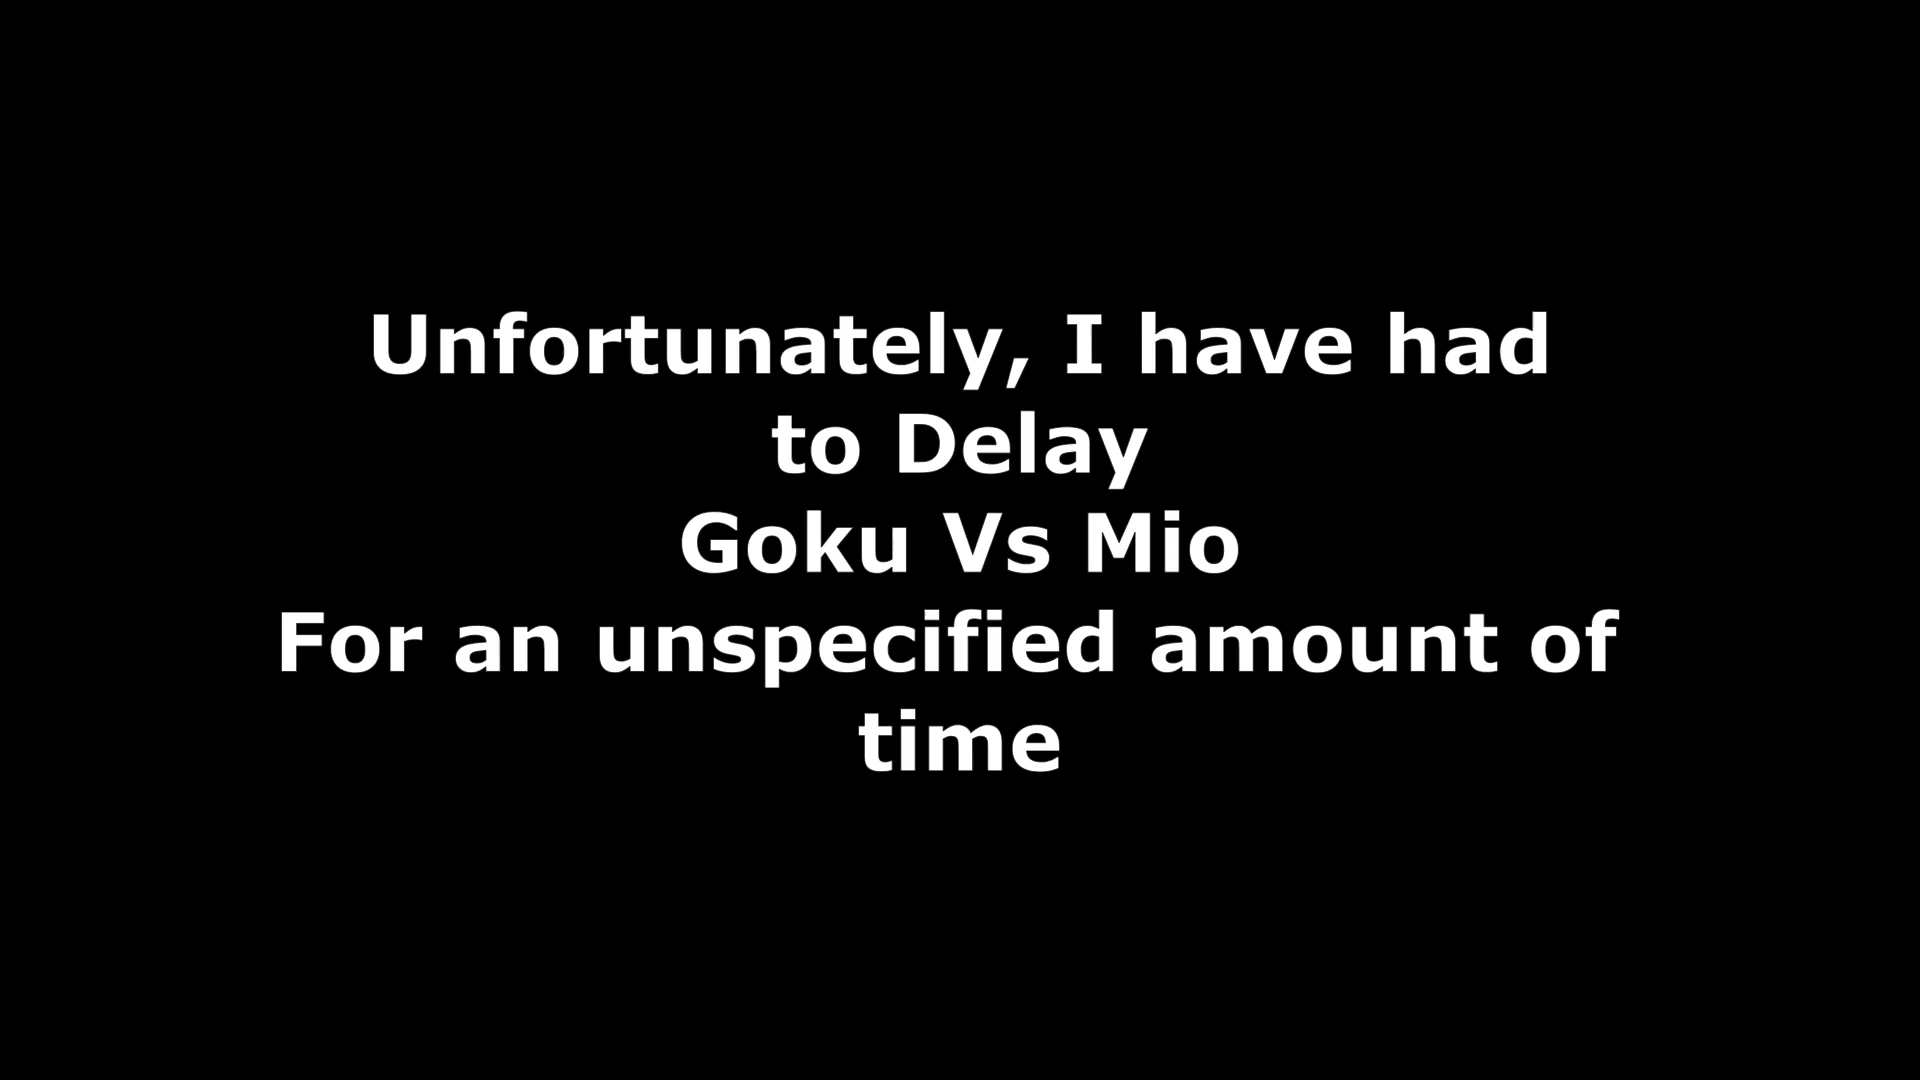 Unfortunately, I have had
to Delay
Goku Vs Mio
For an unspecified amount of
time